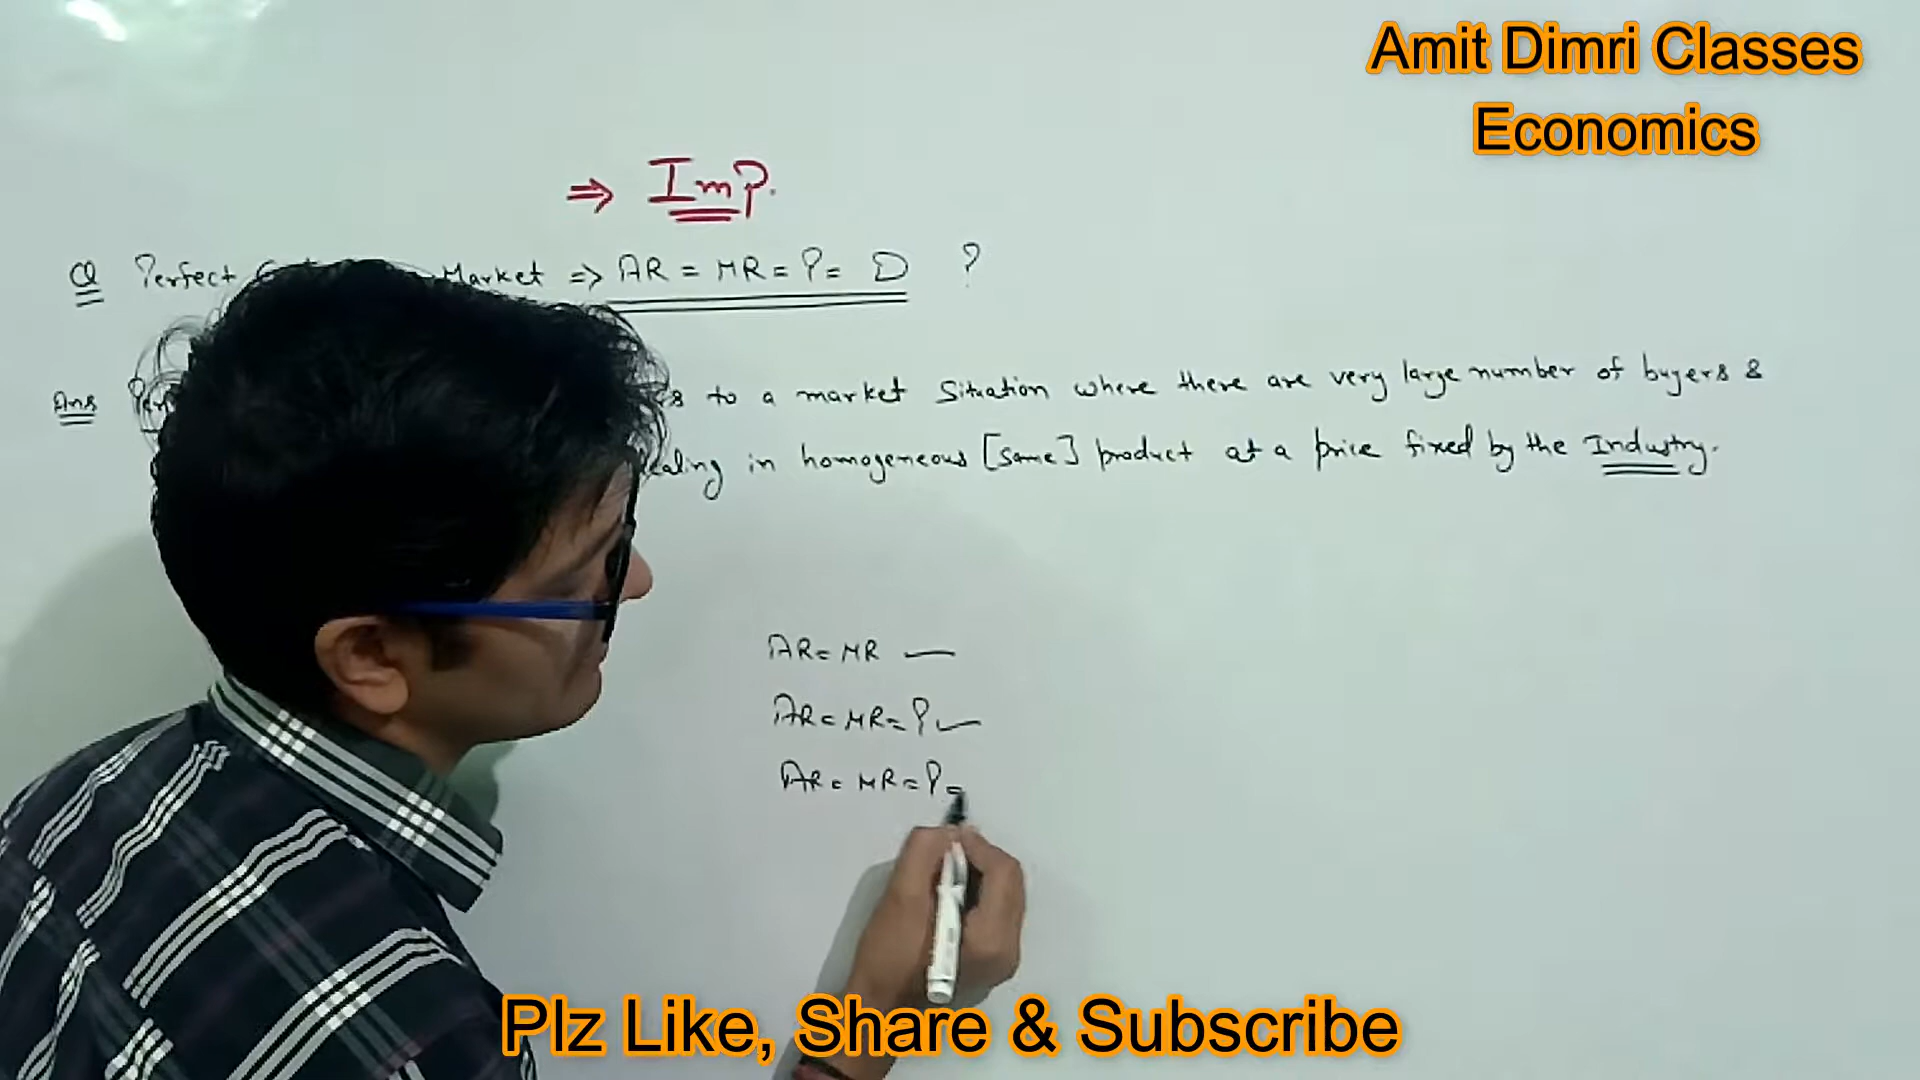 Amit Dimri Classes
Economics
⇒ Imp.
Q Perfect Market => AR = MR = P = D ?
Ans to a market Situation where there are very large number of buyers &
in homogeneous [Same] product at a price fixed by the Industry.
AR = MR —
AR = MR = P —
AR = MR = P =
Plz Like, Share & Subscribe